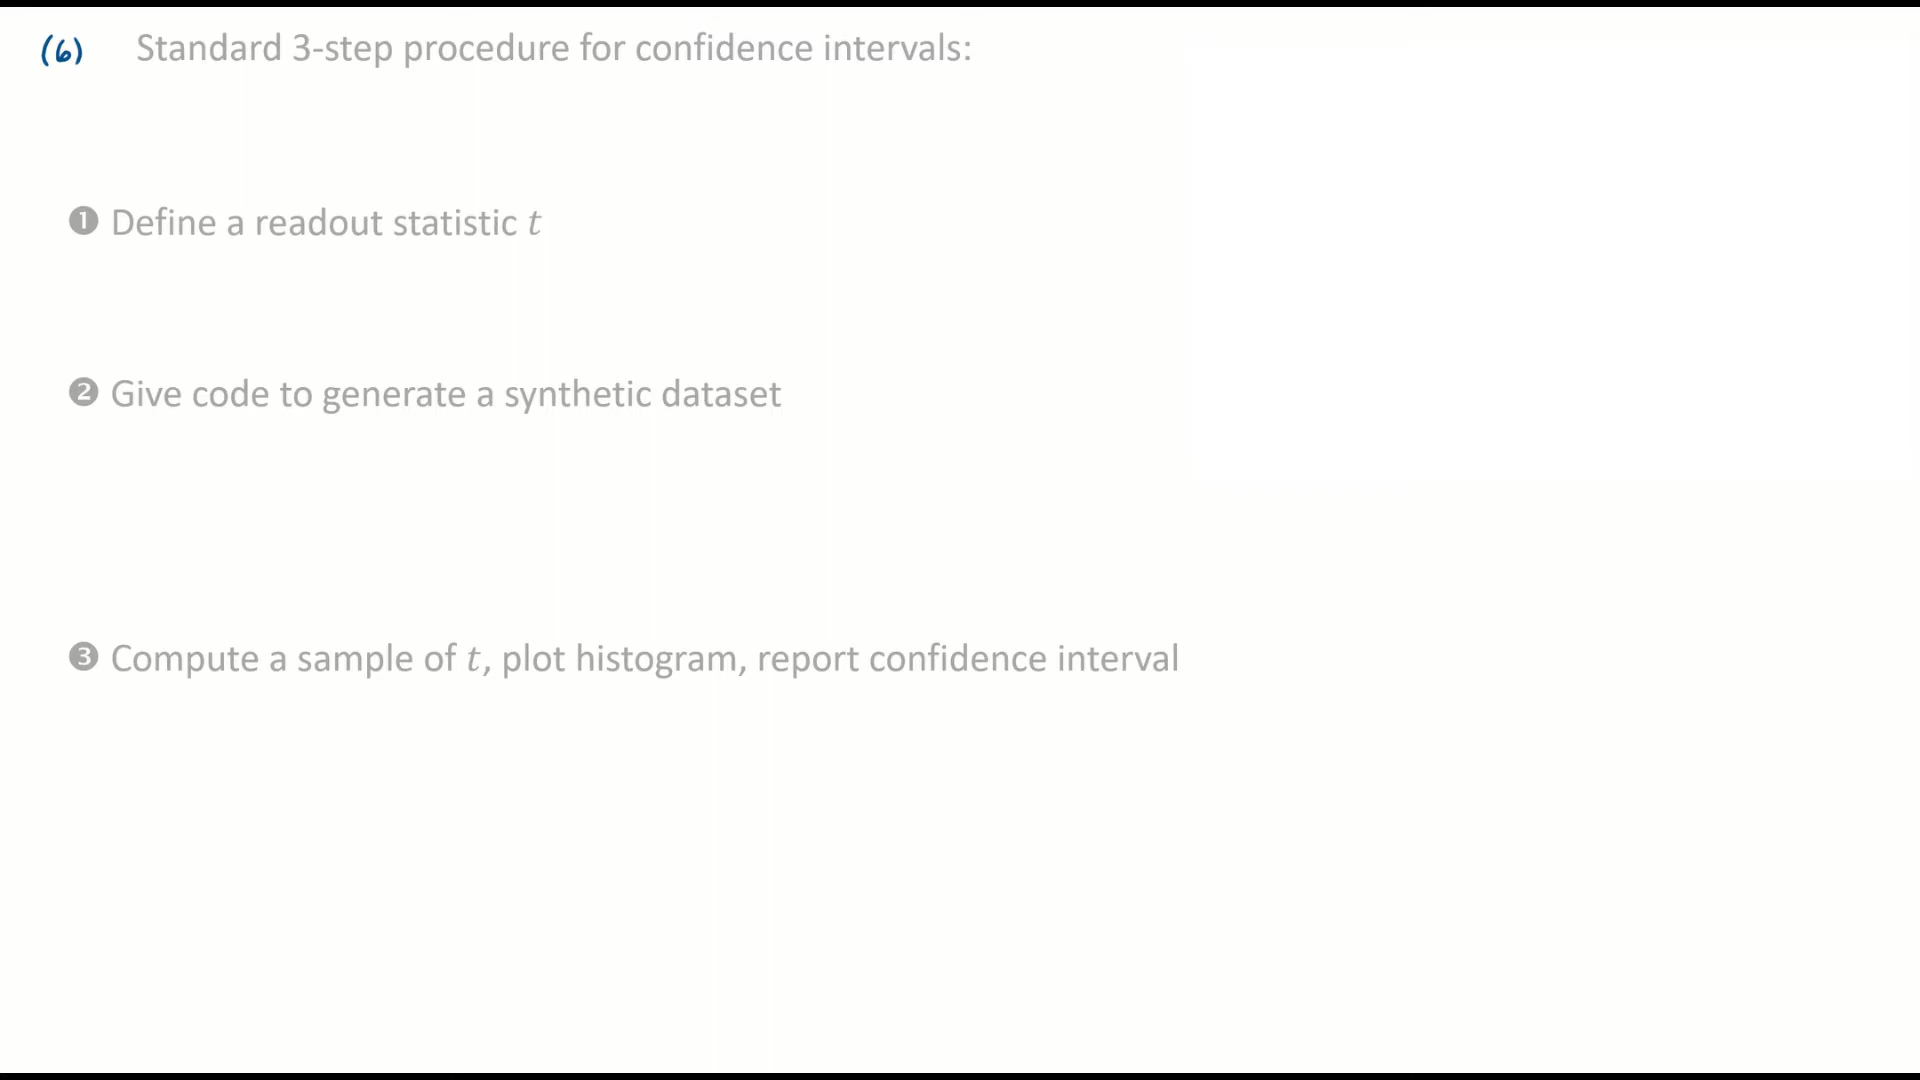 (6) Standard 3-step procedure for confidence intervals:
❶ Define a readout statistic t
❷ Give code to generate a synthetic dataset
❸ Compute a sample of t, plot histogram, report confidence interval